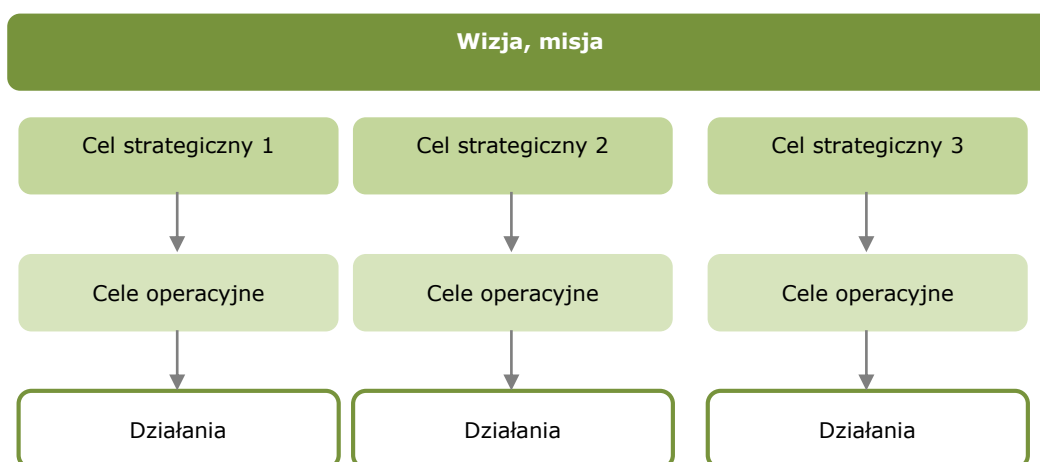 Wizja, misja
Cel strategiczny 1
Cel strategiczny 2
Cel strategiczny 3
Cele operacyjne
Cele operacyjne
Cele operacyjne
Działania
Działania
Działania